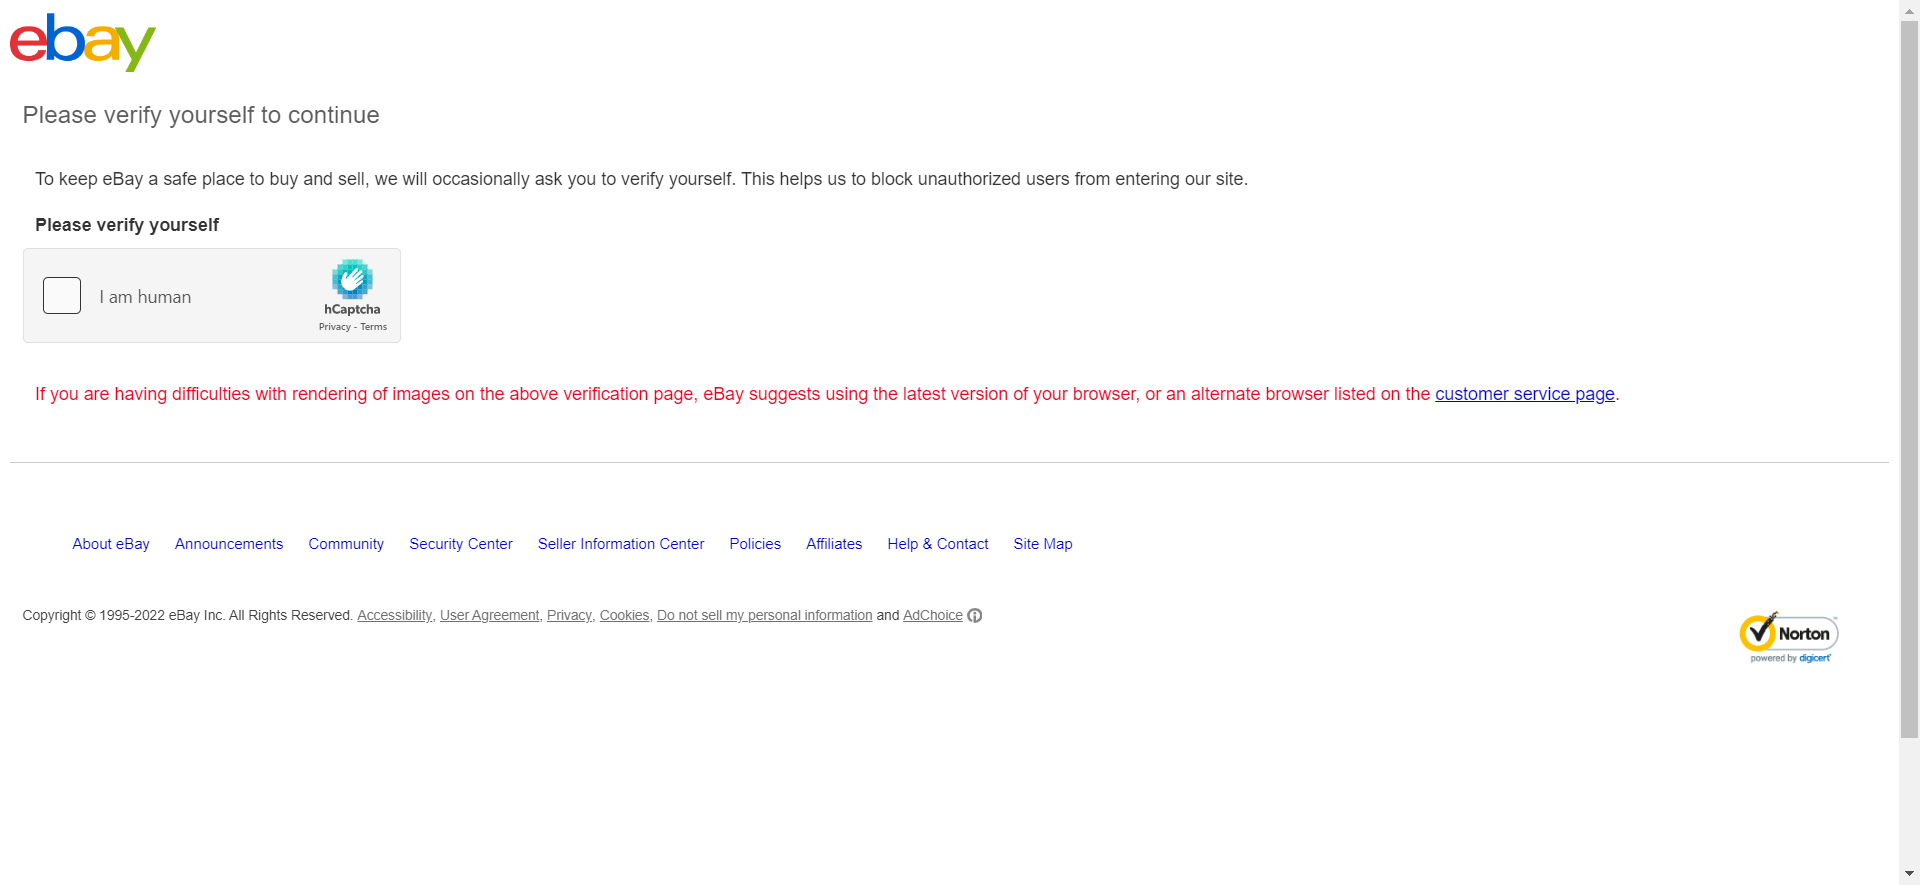 ebay
Please verify yourself to continue
To keep eBay a safe place to buy and sell, we will occasionally ask you to verify yourself. This helps us to block unauthorized users from entering our site.
Please verify yourself
I am human
hCaptcha
Privacy - Terms
If you are having difficulties with rendering of images on the above verification page, eBay suggests using the latest version of your browser, or an alternate browser listed on the customer service page.
About eBay Announcements Community Security Center Seller Information Center Policies Affiliates Help & Contact Site Map
Copyright © 1995-2022 eBay Inc. All Rights Reserved. Accessibility, User Agreement, Privacy, Cookies, Do not sell my personal information and AdChoice
Norton
powered by digicert